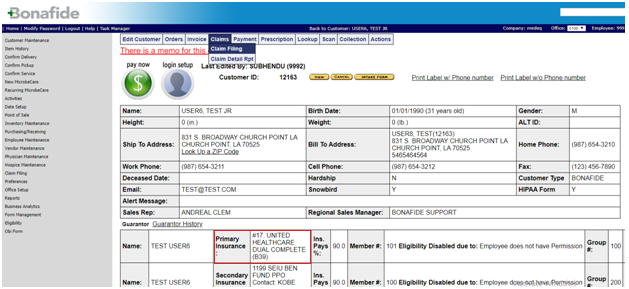 Bonafide
| Home | Modify Password | Logout | Help | Task Manager
Back to Customer: USER6, TEST JR
Company: medeq Office: Employee: 999
Customer Maintenance
Item History
Confirm Delivery
Confirm Pickup
Confirm Service
New MicrobeCare
Recurring MicrobeCare
Activities
Data Setup
Point of Sale
Inventory Maintenance
Purchasing/Receiving
Employee Maintenance
Vendor Maintenance
Physician Maintenance
Hospice Maintenance
Claim Filing
Preferences
Office Setup
Reports
Business Analytics
Form Management
Eligibility
Obi Form
Edit Customer Orders Invoice Claims Payment Prescription Lookup Scan Collection Actions
Claim Filing
Claim Detail Rpt
There is a memo for this
pay now login setup Last Edited By: SUBHENDU (9992)
Customer ID: 12163 VIEW CANCEL INTAKE FORM Print Label w/ Phone number Print Label w/o Phone number
Name: USER6, TEST JR Birth Date: 01/01/1990 (31 years old) Gender: M
Height: 0 (in.) Weight: 0 (lb.) ALT ID:
Ship To Address: 831 S. BROADWAY CHURCH POINT LA
CHURCH POINT, LA 70525
Look Up a ZIP Code
Bill To Address: USER6, TEST(12163)
831 S. BROADWAY CHURCH POINT LA
CHURCH POINT, LA 70525
5465464564
Home Phone: (987) 654-3210
Work Phone: (987) 654-3211 Cell Phone: (987) 654-3212 Fax: (123) 456-7890
Deceased Date: Hardship N Customer Type BONAFIDE
Email: TEST@TEST.COM Snowbird Y HIPAA Form Y
Alert Message:
Sales Rep: ANDREAL CLEM Regional Sales Manager: BONAFIDE SUPPORT
Guarantor Guarantor History
Name: TEST USER6 Primary
Insurance
:
#17. UNITED
HEALTHCARE
DUAL COMPLETE
(B39)
Ins.
Pays
%:
90.0 Member #: 101 Eligibility Disabled due to: Employee does not have Permission Group
#: 100
Name: TEST USER6 Secondary
Insurance
1199 SEIU BEN
FUND PPO
Contact: KOBE
Ins.
Pays
90.0 Member #: 103 Eligibility Disabled due to: Employee does not have Permission Group
#: 200